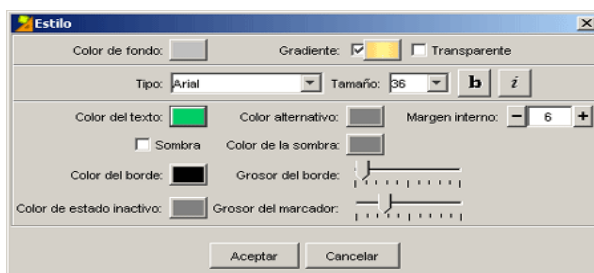 Estilo
Color de fondo: Gradiente: Transparente
Tipo: Arial Tamaño: 36 b i
Color del texto: Color alternativo: Margen interno: − 6 +
Sombra Color de la sombra:
Color del borde: Grosor del borde:
Color de estado inactivo: Grosor del marcador:
Aceptar Cancelar